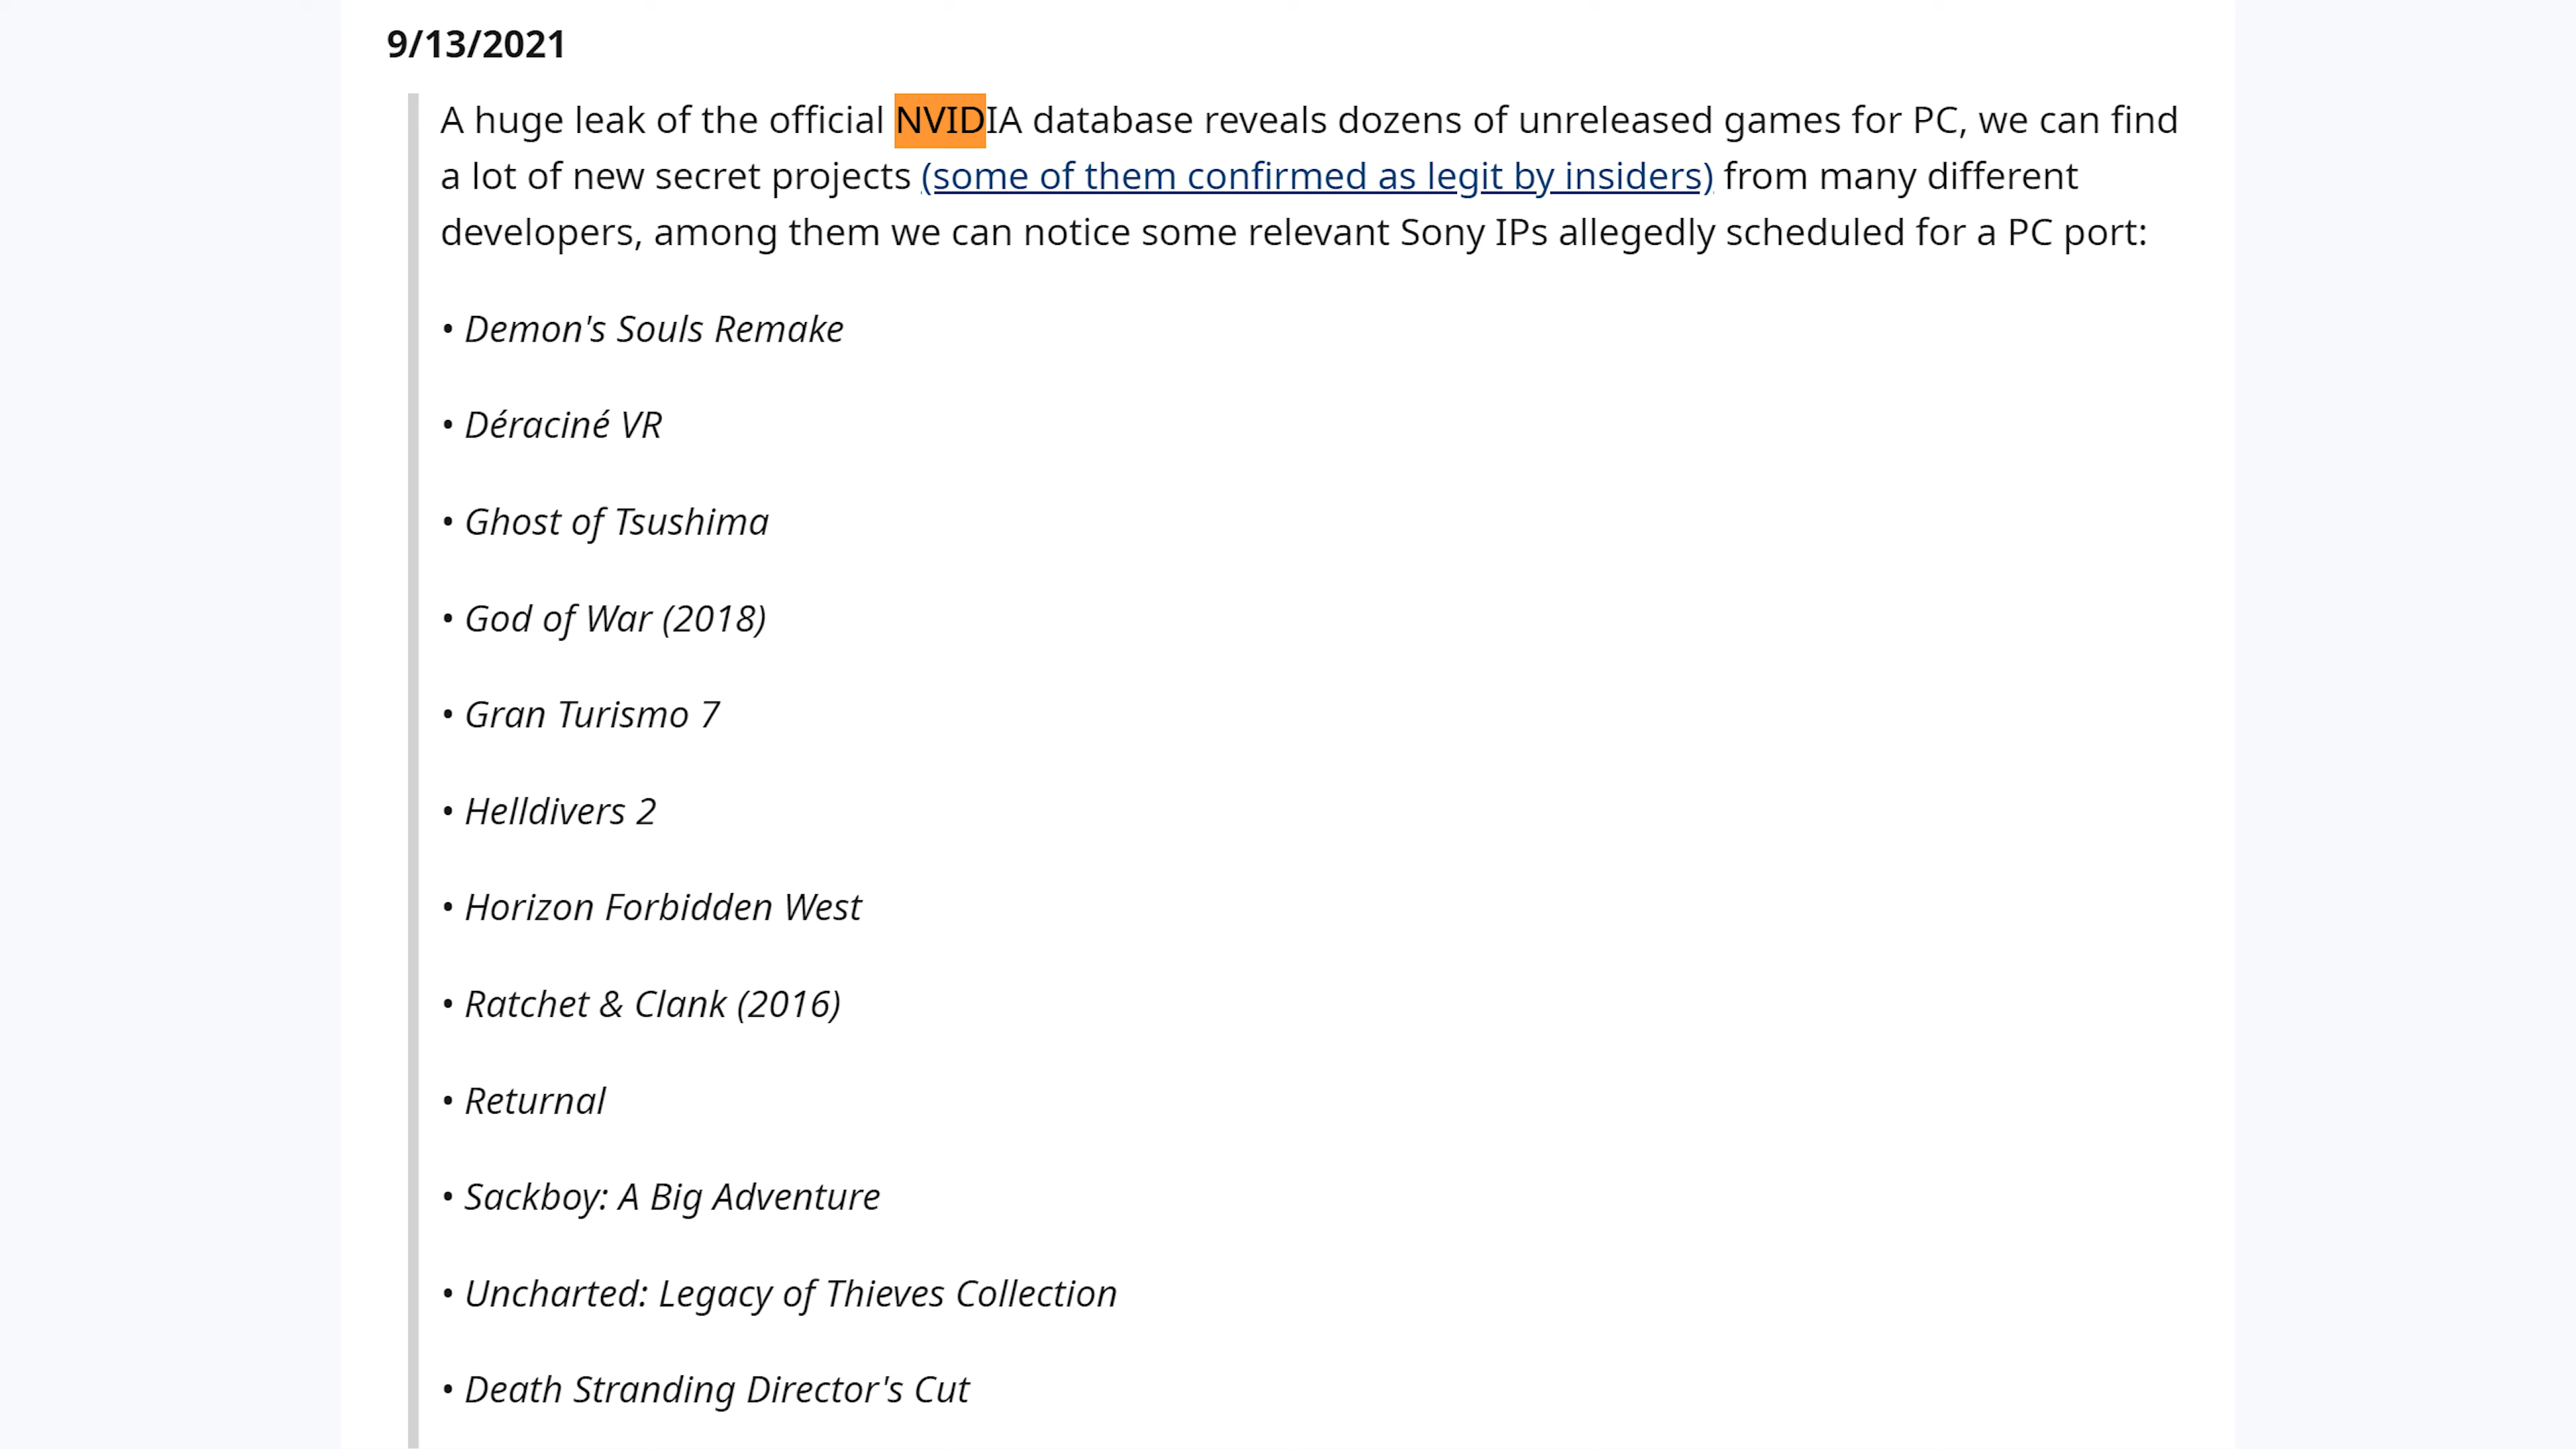 9/13/2021
A huge leak of the official NVIDIA database reveals dozens of unreleased games for PC, we can find
a lot of new secret projects (some of them confirmed as legit by insiders) from many different
developers, among them we can notice some relevant Sony IPs allegedly scheduled for a PC port:
• Demon's Souls Remake
• Déraciné VR
• Ghost of Tsushima
• God of War (2018)
• Gran Turismo 7
• Helldivers 2
• Horizon Forbidden West
• Ratchet & Clank (2016)
• Returnal
• Sackboy: A Big Adventure
• Uncharted: Legacy of Thieves Collection
• Death Stranding Director's Cut